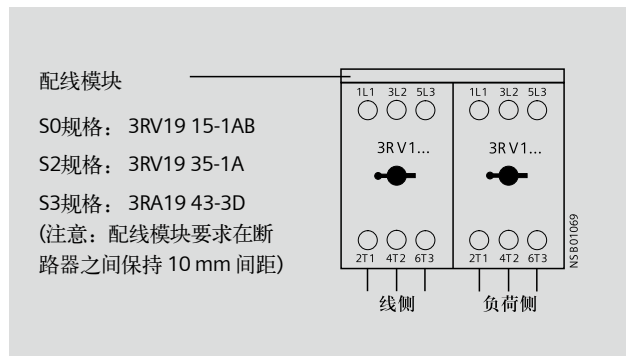 配线模块
S0规格： 3RV19 15-1AB
S2规格： 3RV19 35-1A
S3规格： 3RA19 43-3D
(注意：配线模块要求在断
路器之间保持 10 mm 间距)
1L1 3L2 5L3 1L1 3L2 5L3
3RV1... 3RV1...
2T1 4T2 6T3 2T1 4T2 6T3
线侧 负荷侧
NSB01069